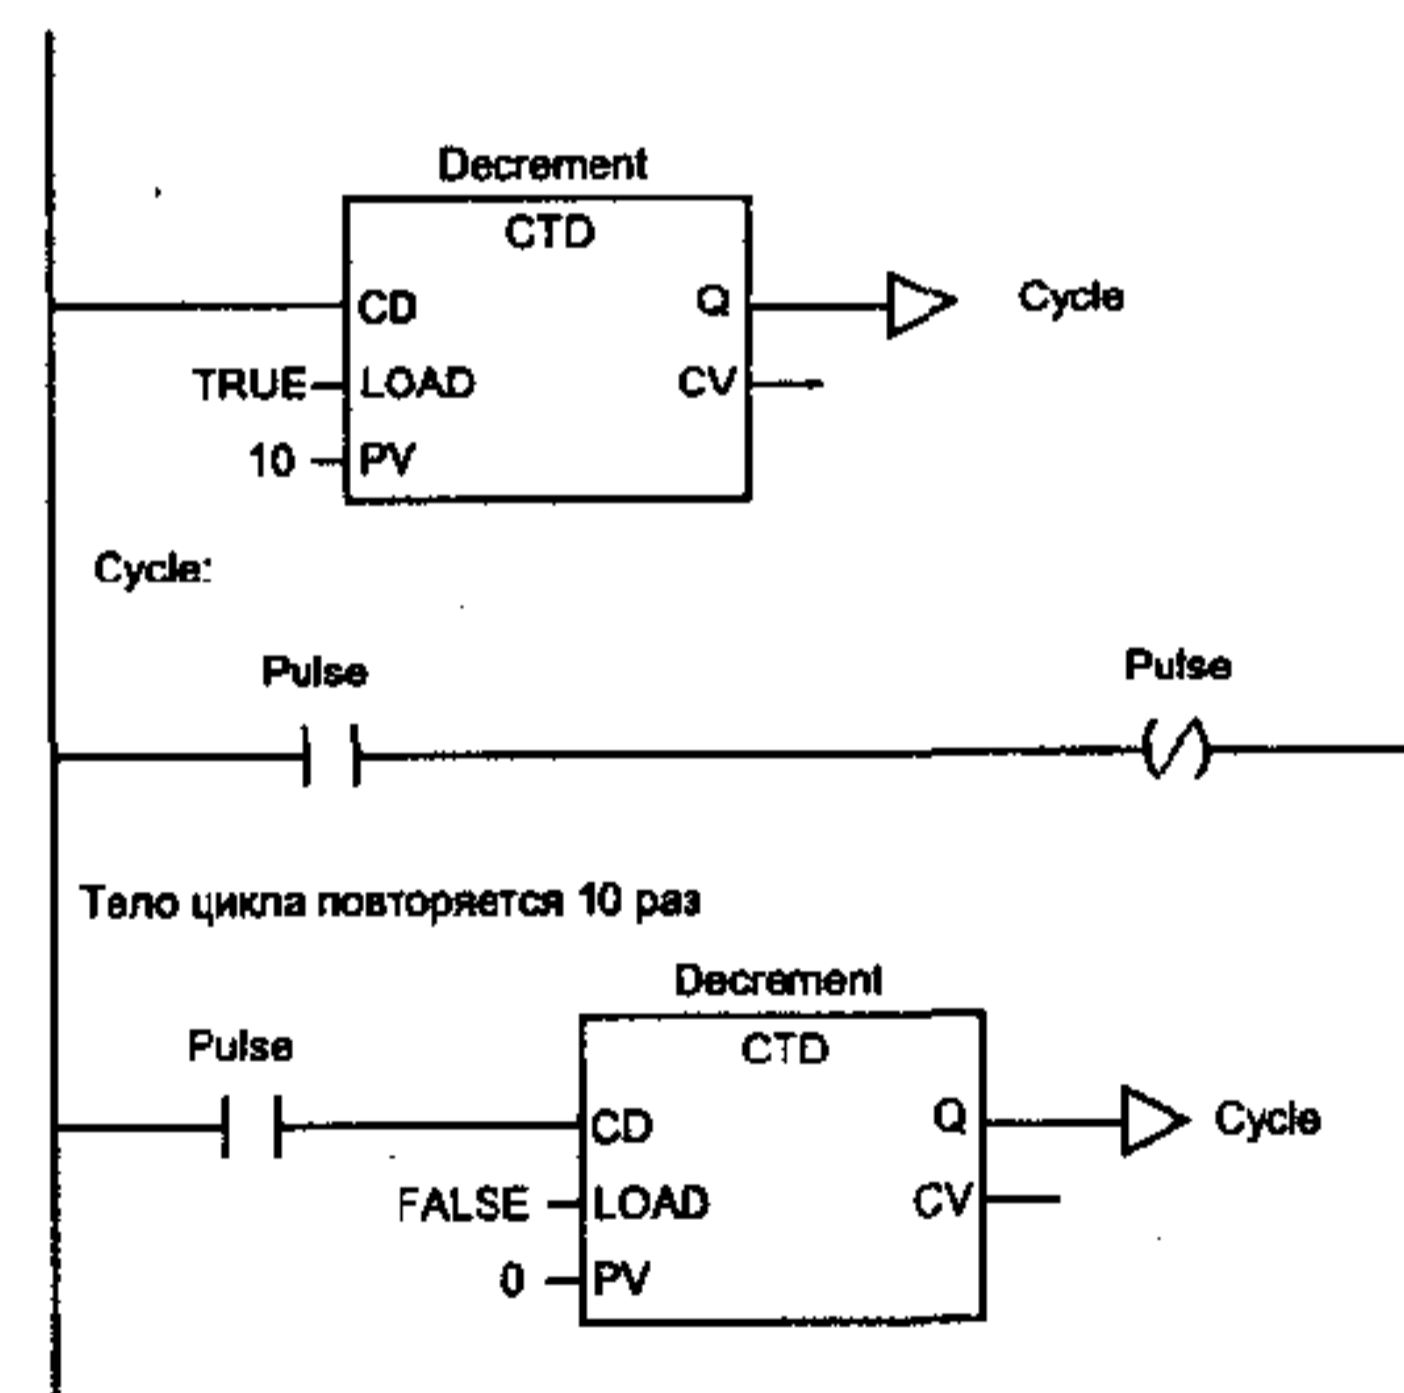 Decrement
CTD
CD
Q
Cycle
TRUE
LOAD
CV
10
PV
Cycle:
Pulse
Pulse
Тело цикла повторяется 10 раз
Decrement
Pulse
CTD
CD
Q
Cycle
FALSE
LOAD
CV
0
PV